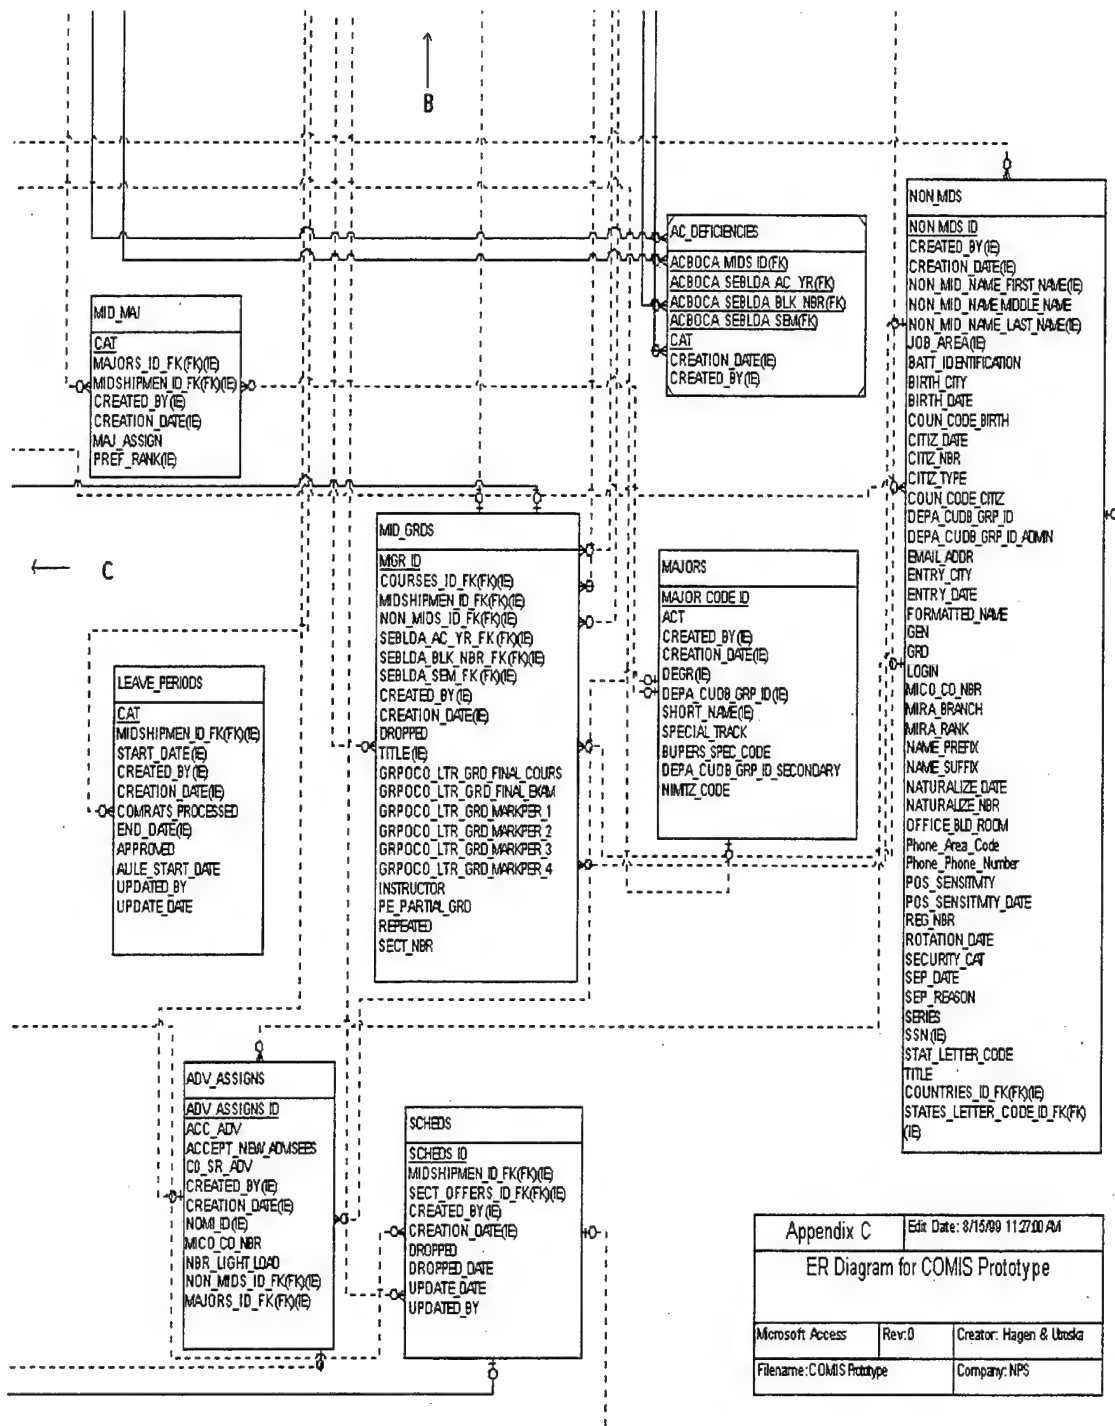 B
C
MID_MAJ
CAT
MAJORS_ID_FK(FK)(IE)
MIDSHIPMEN_ID_FK(FK)(IE)
CREATED_BY(IE)
CREATION_DATE(IE)
MAJ_ASSIGN
PREF_RANK(IE)
AC_DEFICIENCIES
ACBOCA_MIDS_ID(FK)
ACBOCA_SEBLDA_AC_YR(FK)
ACBOCA_SEBLDA_BLK_NBR(FK)
ACBOCA_SEBLDA_SEM(FK)
CAT
CREATION_DATE(IE)
CREATED_BY(IE)
NON_MIDS
NON_MIDS_ID
CREATED_BY(IE)
CREATION_DATE(IE)
NON_MID_NAME_FIRST_NAME(IE)
NON_MID_NAME_MIDDLE_NAME
NON_MID_NAME_LAST_NAME(IE)
JOB_AREA(IE)
BATT_IDENTIFICATION
BIRTH_CITY
BIRTH_DATE
COUN_CODE_BIRTH
CITIZ_DATE
CITIZ_NBR
CITIZ_TYPE
COUN_CODE_CITIZ
DEPA_CUDB_GRP_ID
DEPA_CUDB_GRP_ID_ADMN
EMAIL_ADDR
ENTRY_CITY
ENTRY_DATE
FORMATTED_NAME
GEN
GRD
LOGIN
MICO_CO_NBR
MIRA_BRANCH
MIRA_RANK
NAME_PREFIX
NAME_SUFFIX
NATURALIZE_DATE
NATURALIZE_NBR
OFFICE_BLD_ROOM
Phone_Area_Code
Phone_Phone_Number
POS_SENSITIVITY
POS_SENSITIVITY_DATE
REG_NBR
ROTATION_DATE
SECURITY_CAT
SEP_DATE
SEP_REASON
SERIES
SSN(IE)
STAT_LETTER_CODE
TITLE
COUNTRIES_ID_FK(FK)(IE)
STATES_LETTER_CODE_ID_FK(FK)
(IE)
MID_GRDS
MGR_ID
COURSES_ID_FK(FK)(IE)
MIDSHIPMEN_ID_FK(FK)(IE)
NON_MIDS_ID_FK(FK)(IE)
SEBLDA_AC_YR_FK(FK)(IE)
SEBLDA_BLK_NBR_FK(FK)(IE)
SEBLDA_SEM_FK(FK)(IE)
CREATED_BY(IE)
CREATION_DATE(IE)
DROPPED
TITLE(IE)
GRPOCO_LTR_GRD_FINAL_COURS
GRPOCO_LTR_GRD_FINAL_EXAM
GRPOCO_LTR_GRD_MARKPER_1
GRPOCO_LTR_GRD_MARKPER_2
GRPOCO_LTR_GRD_MARKPER_3
GRPOCO_LTR_GRD_MARKPER_4
INSTRUCTOR
PE_PARTIAL_GRD
REPEATED
SECT_NBR
MAJORS
MAJOR_CODE_ID
ACT
CREATED_BY(IE)
CREATION_DATE(IE)
DEGR(IE)
DEPA_CUDB_GRP_ID(IE)
SHORT_NAME(IE)
SPECIAL_TRACK
BUPERS_SPEC_CODE
DEPA_CUDB_GRP_ID_SECONDARY
NIMITZ_CODE
LEAVE_PERIODS
CAT
MIDSHIPMEN_ID_FK(FK)(IE)
START_DATE(IE)
CREATED_BY(IE)
CREATION_DATE(IE)
COMRATS_PROCESSED
END_DATE(IE)
APPROVED
AULE_START_DATE
UPDATED_BY
UPDATE_DATE
ADV_ASSIGNS
ADV_ASSIGNS_ID
ACC_ADV
ACCEPT_NEW_ADVISEES
CO_SR_ADV
CREATED_BY(IE)
CREATION_DATE(IE)
NOMI_ID(IE)
MICO_CO_NBR
NBR_LIGHT_LOAD
NON_MIDS_ID_FK(FK)(IE)
MAJORS_ID_FK(FK)(IE)
SCHEDS
SCHEDS_ID
MIDSHIPMEN_ID_FK(FK)(IE)
SECT_OFFERS_ID_FK(FK)(IE)
CREATED_BY(IE)
CREATION_DATE(IE)
DROPPED
DROPPED_DATE
UPDATE_DATE
UPDATED_BY
Appendix C
Edit Date: 8/15/99 11:27:00 AM
ER Diagram for COMIS Prototype
Microsoft Access
Rev:0
Creator: Hagen & Utroska
Filename: COMIS Prototype
Company: NPS